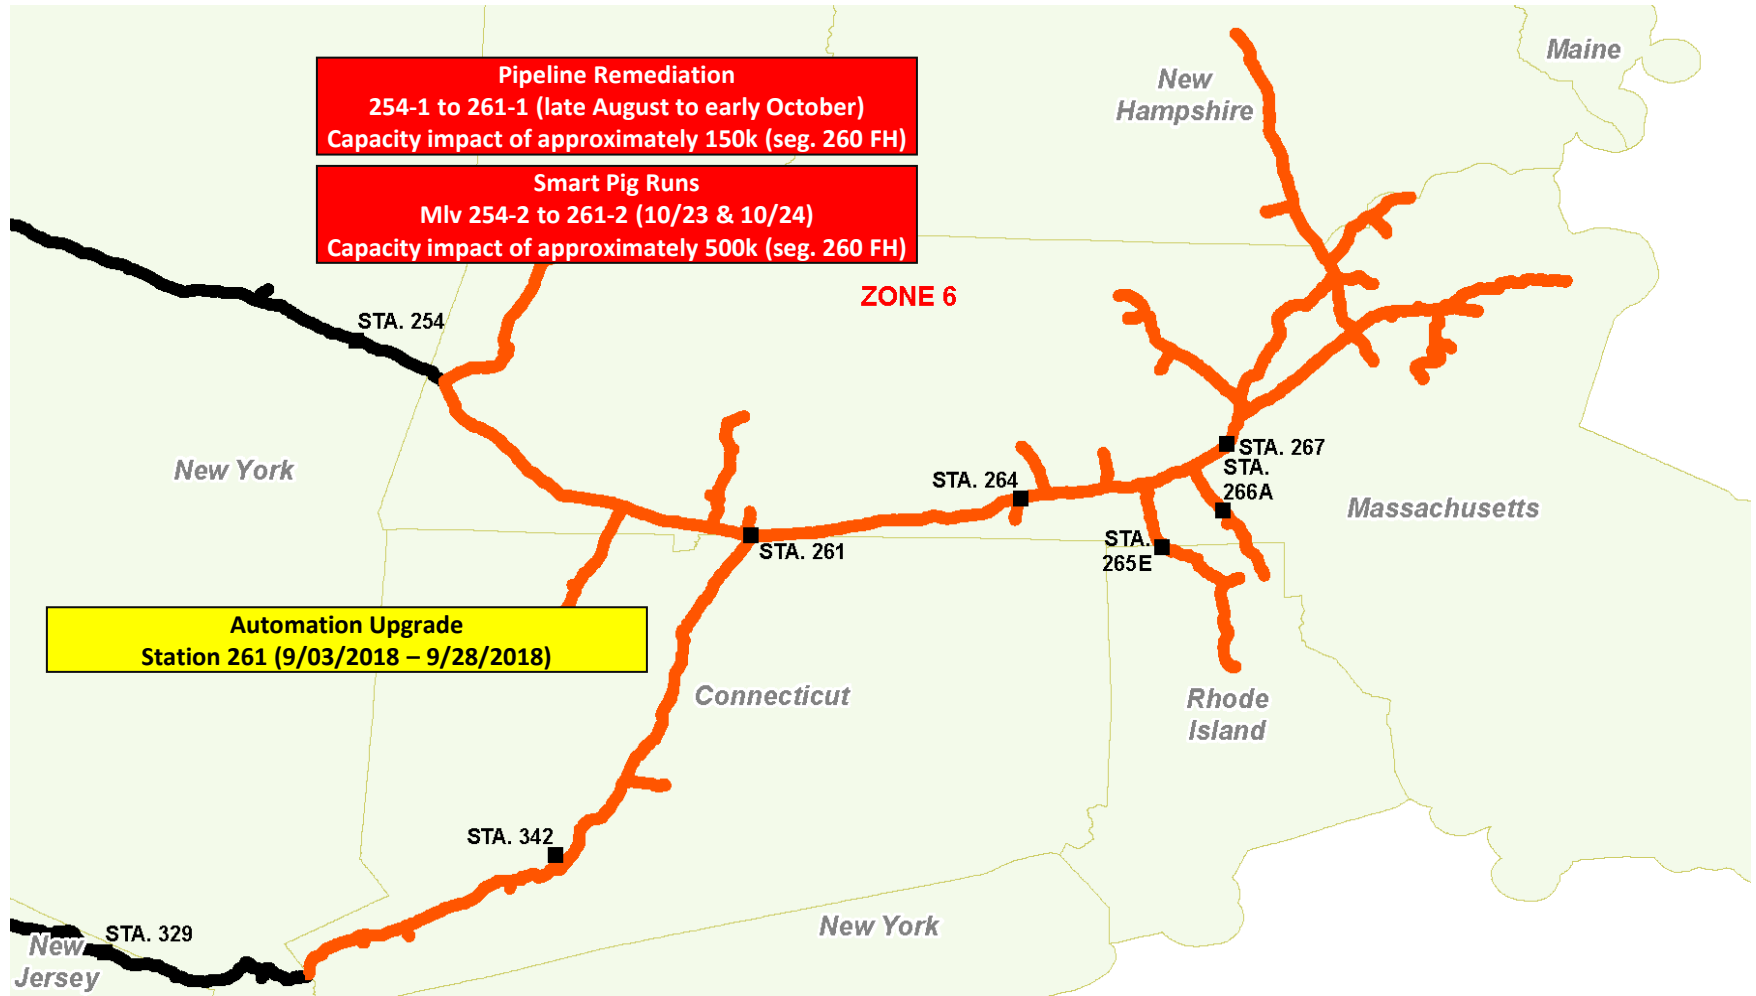 Maine
New
Hampshire
Pipeline Remediation
254-1 to 261-1 (late August to early October)
Capacity impact of approximately 150k (seg. 260 FH)
Smart Pig Runs
Mlv 254-2 to 261-2 (10/23 & 10/24)
Capacity impact of approximately 500k (seg. 260 FH)
ZONE 6
STA. 254
New York
STA. 264
STA. 267
STA.
266A
Massachusetts
STA. 261
STA.
265E
Automation Upgrade
Station 261 (9/03/2018 – 9/28/2018)
Connecticut
Rhode
Island
STA. 342
New York
STA. 329
New
Jersey